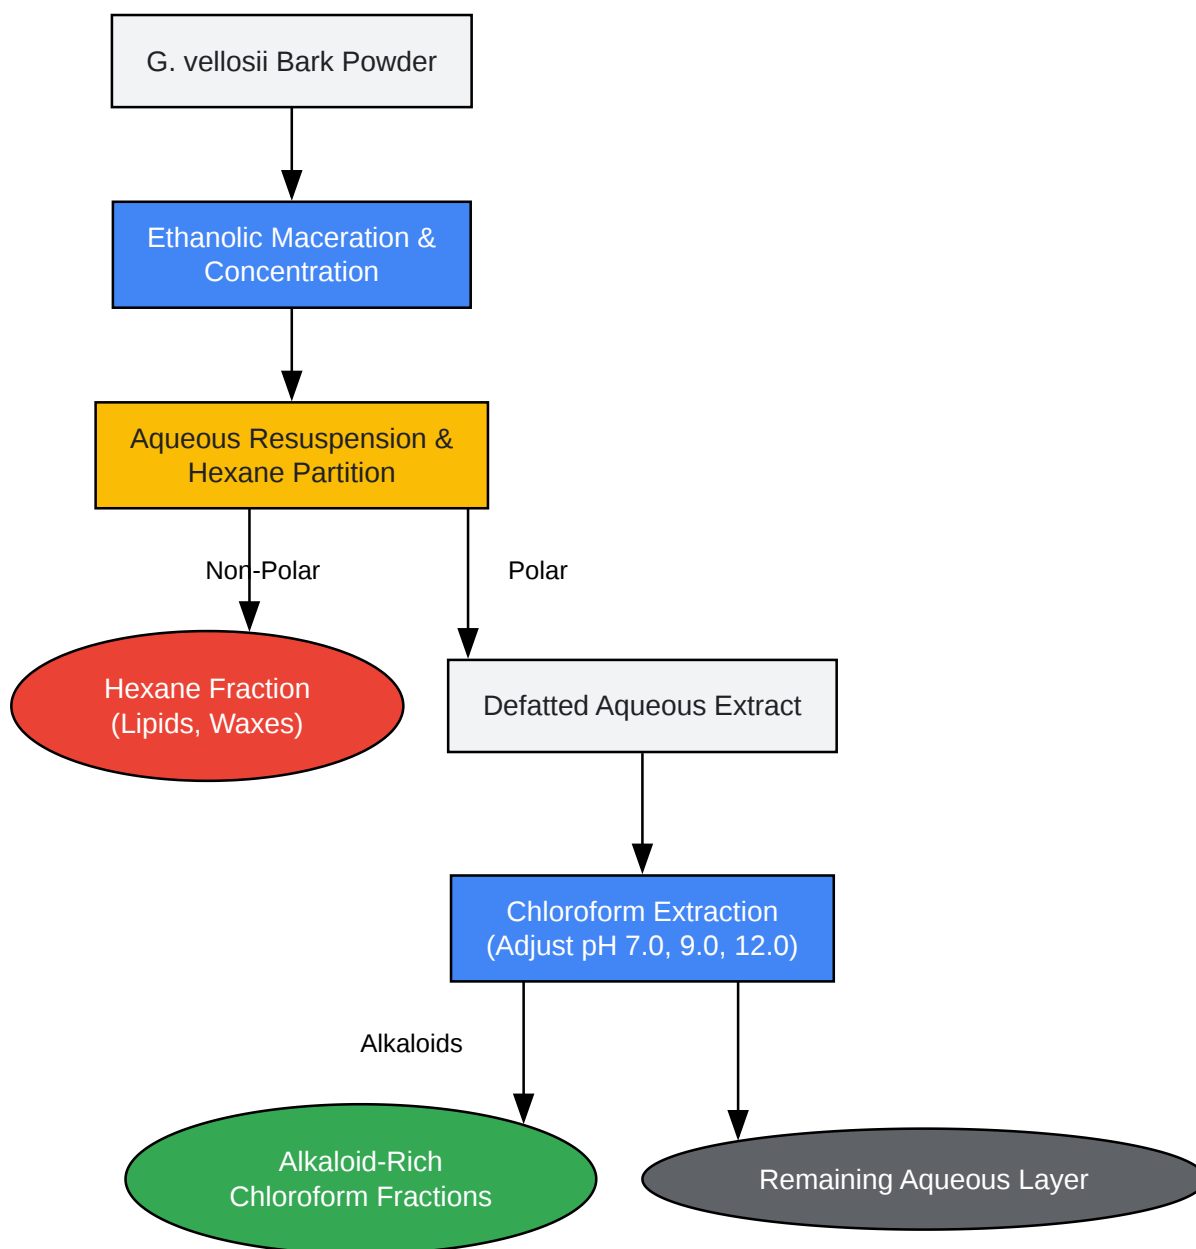 G. vellosii Bark Powder
Ethanolic Maceration &
Concentration
Aqueous Resuspension &
Hexane Partition
Non-Polar
Polar
Hexane Fraction
(Lipids, Waxes)
Defatted Aqueous Extract
Chloroform Extraction
(Adjust pH 7.0, 9.0, 12.0)
Alkaloids
Alkaloid-Rich
Chloroform Fractions
Remaining Aqueous Layer